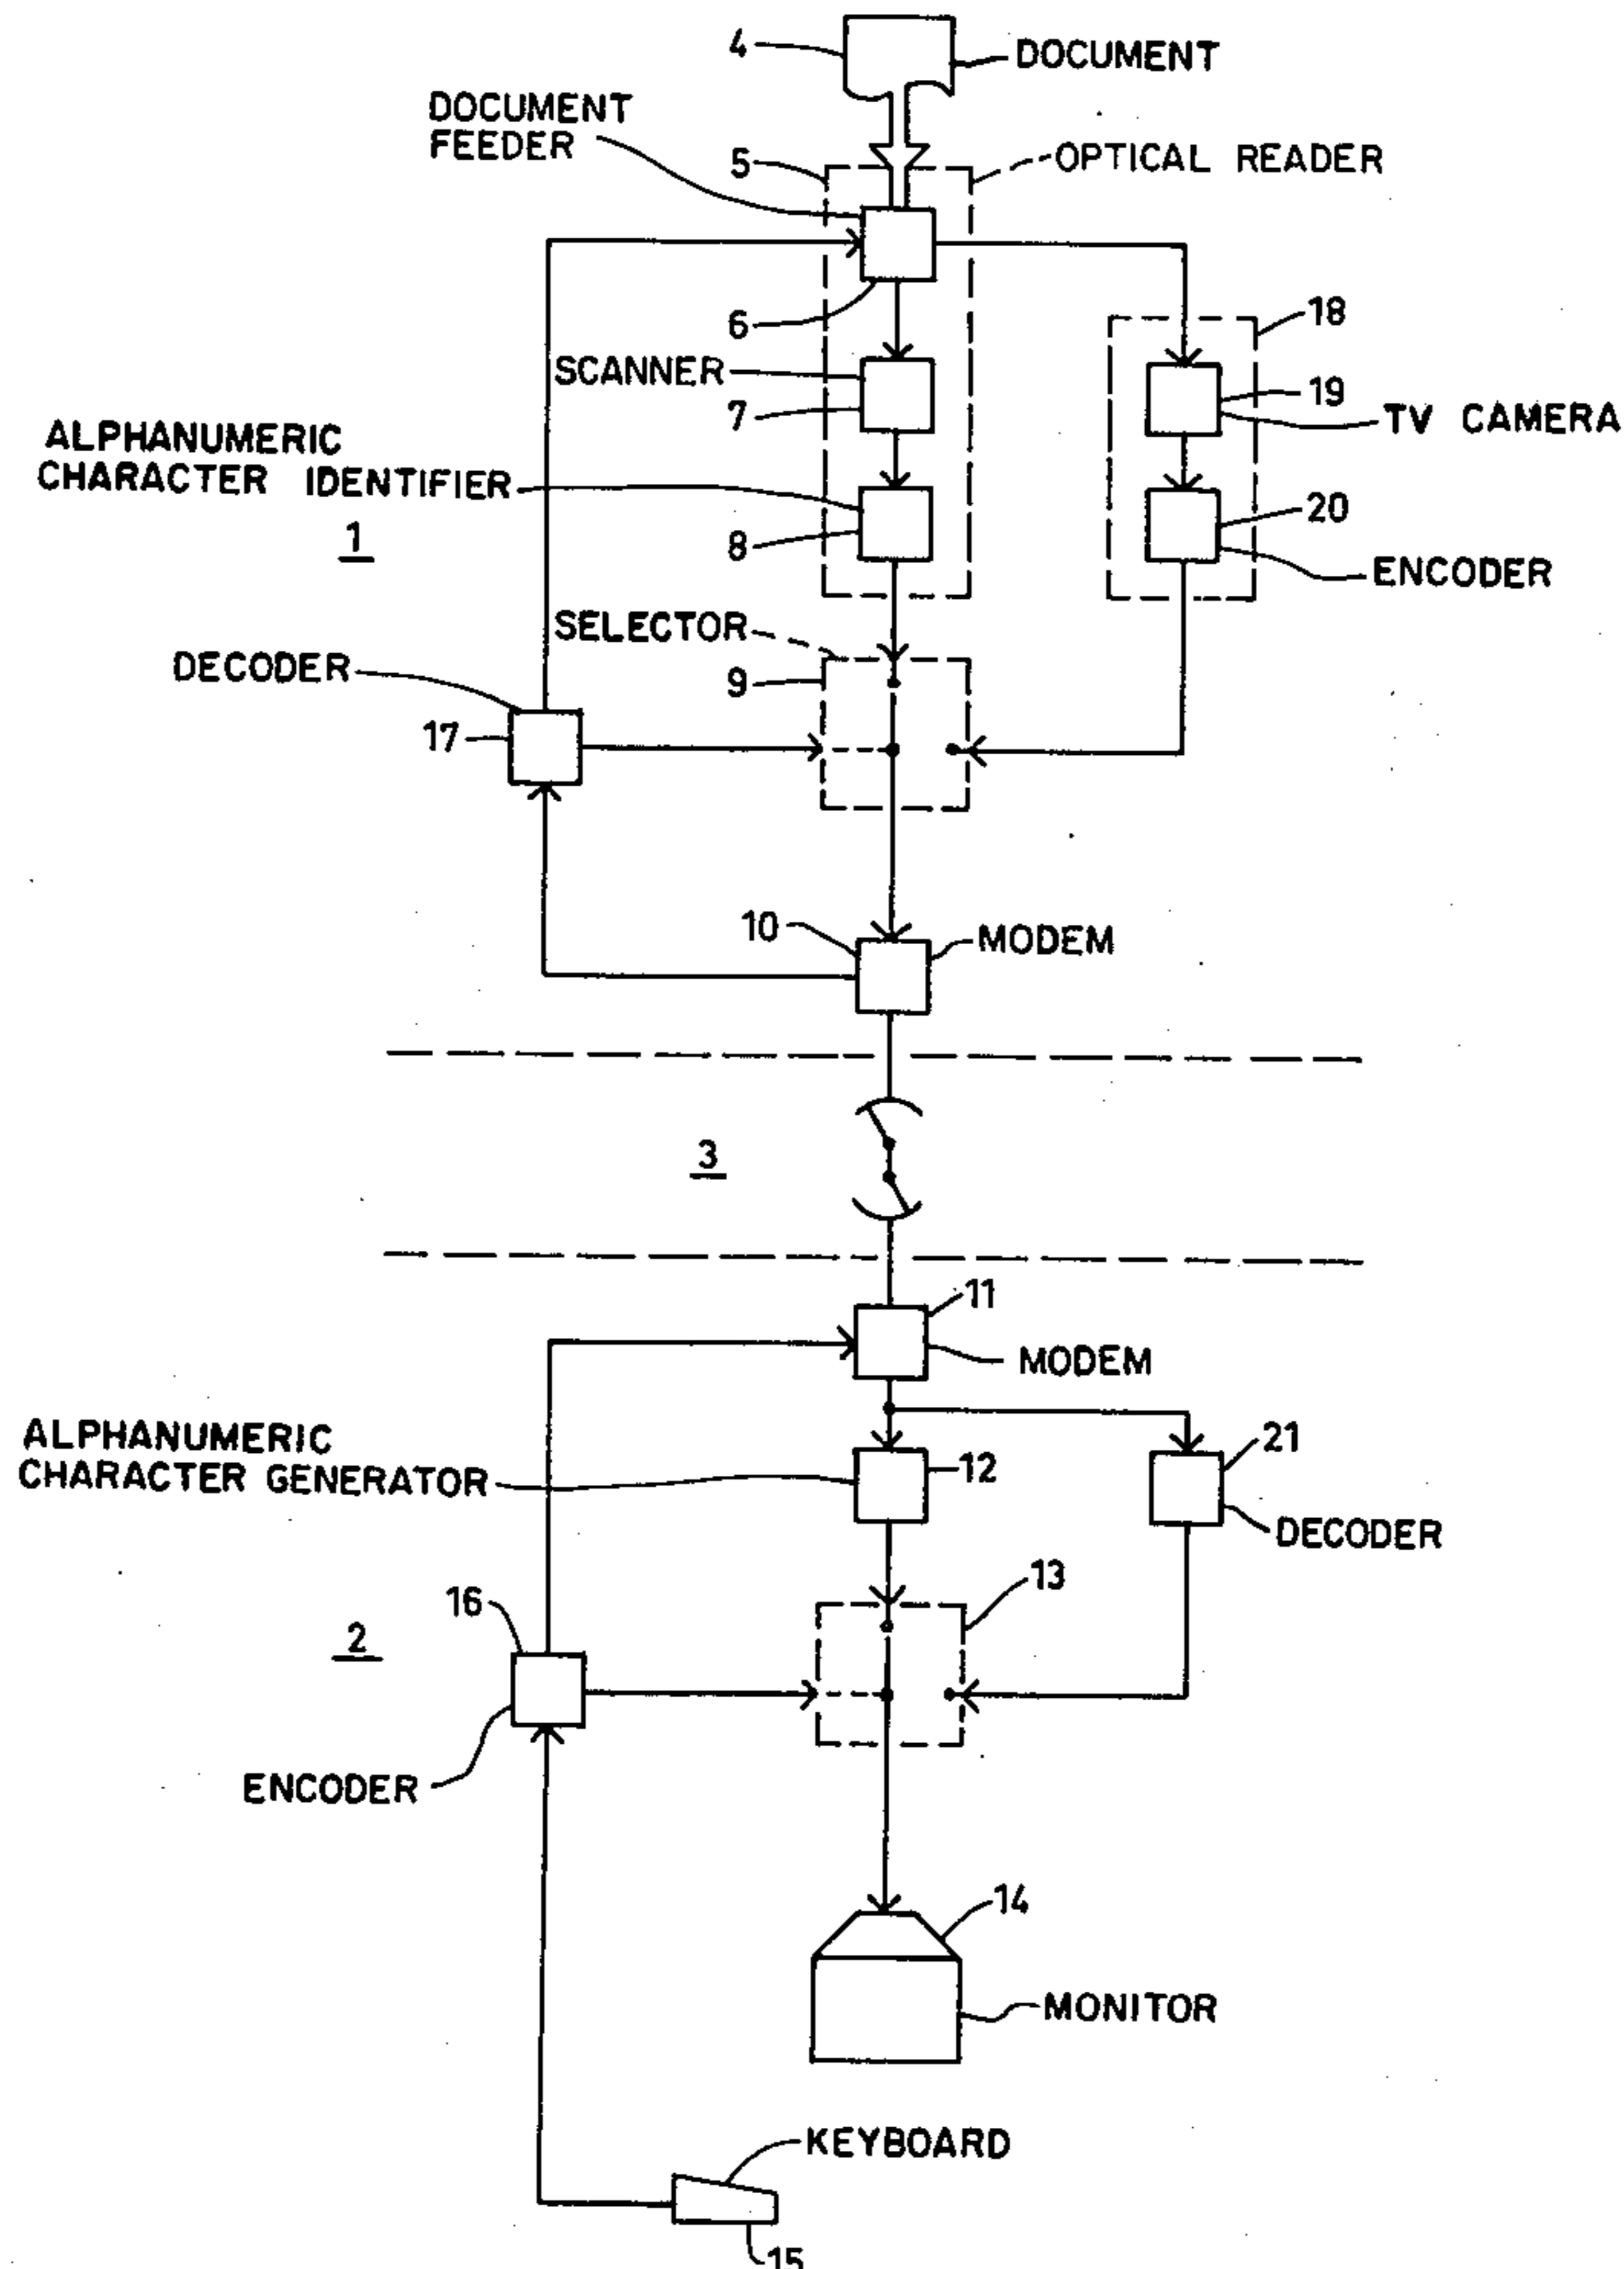 4
DOCUMENT
DOCUMENT
FEEDER
5
OPTICAL READER
6
18
SCANNER
7
19
TV CAMERA
ALPHANUMERIC
CHARACTER IDENTIFIER
1
8
20
ENCODER
SELECTOR
DECODER
9
17
10
MODEM
3
11
MODEM
ALPHANUMERIC
CHARACTER GENERATOR
12
21
DECODER
13
16
2
ENCODER
14
MONITOR
KEYBOARD
15